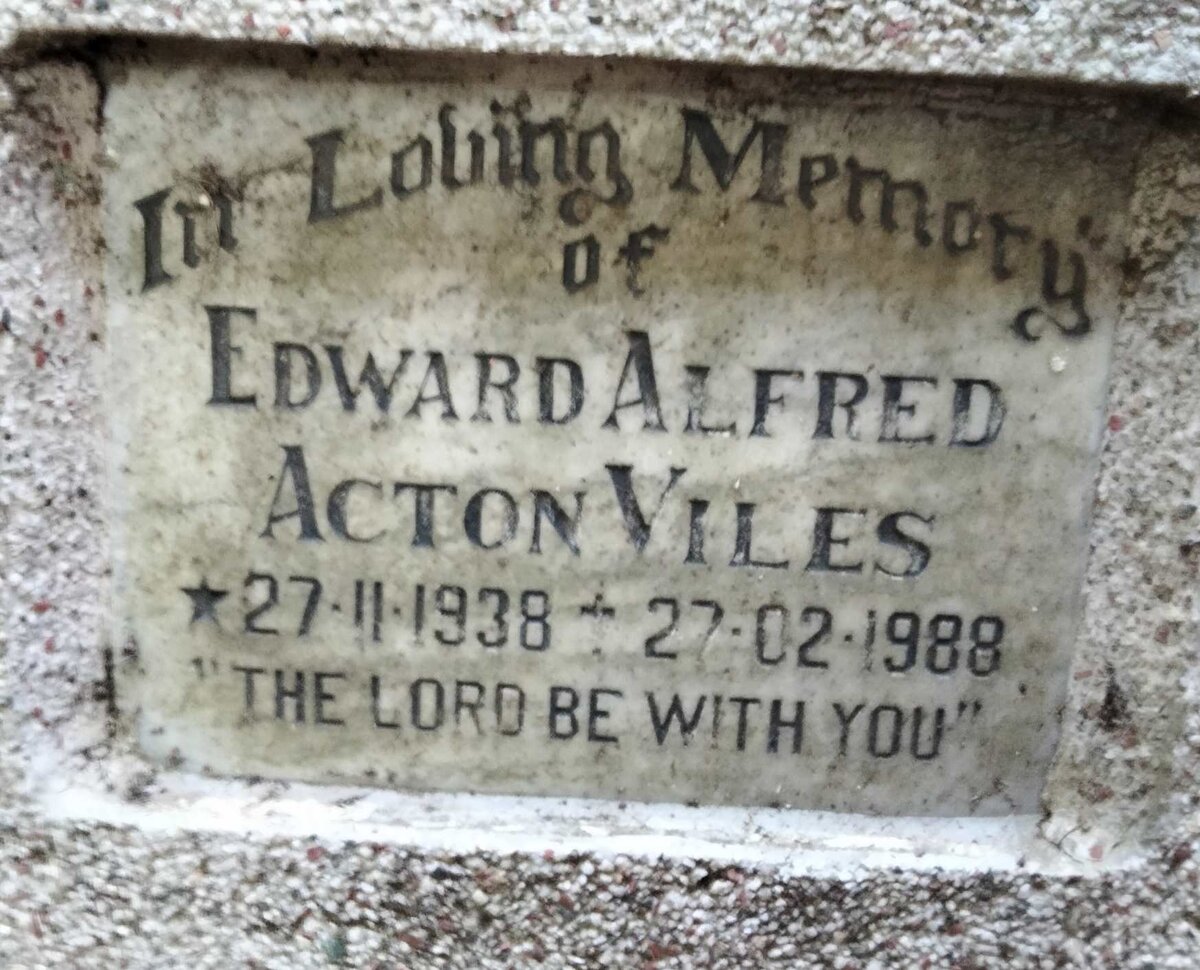 In Loving Memory
of
EDWARD ALFRED
ACTON VILES
★ 27·11·1938 † 27·02·1988
"THE LORD BE WITH YOU"